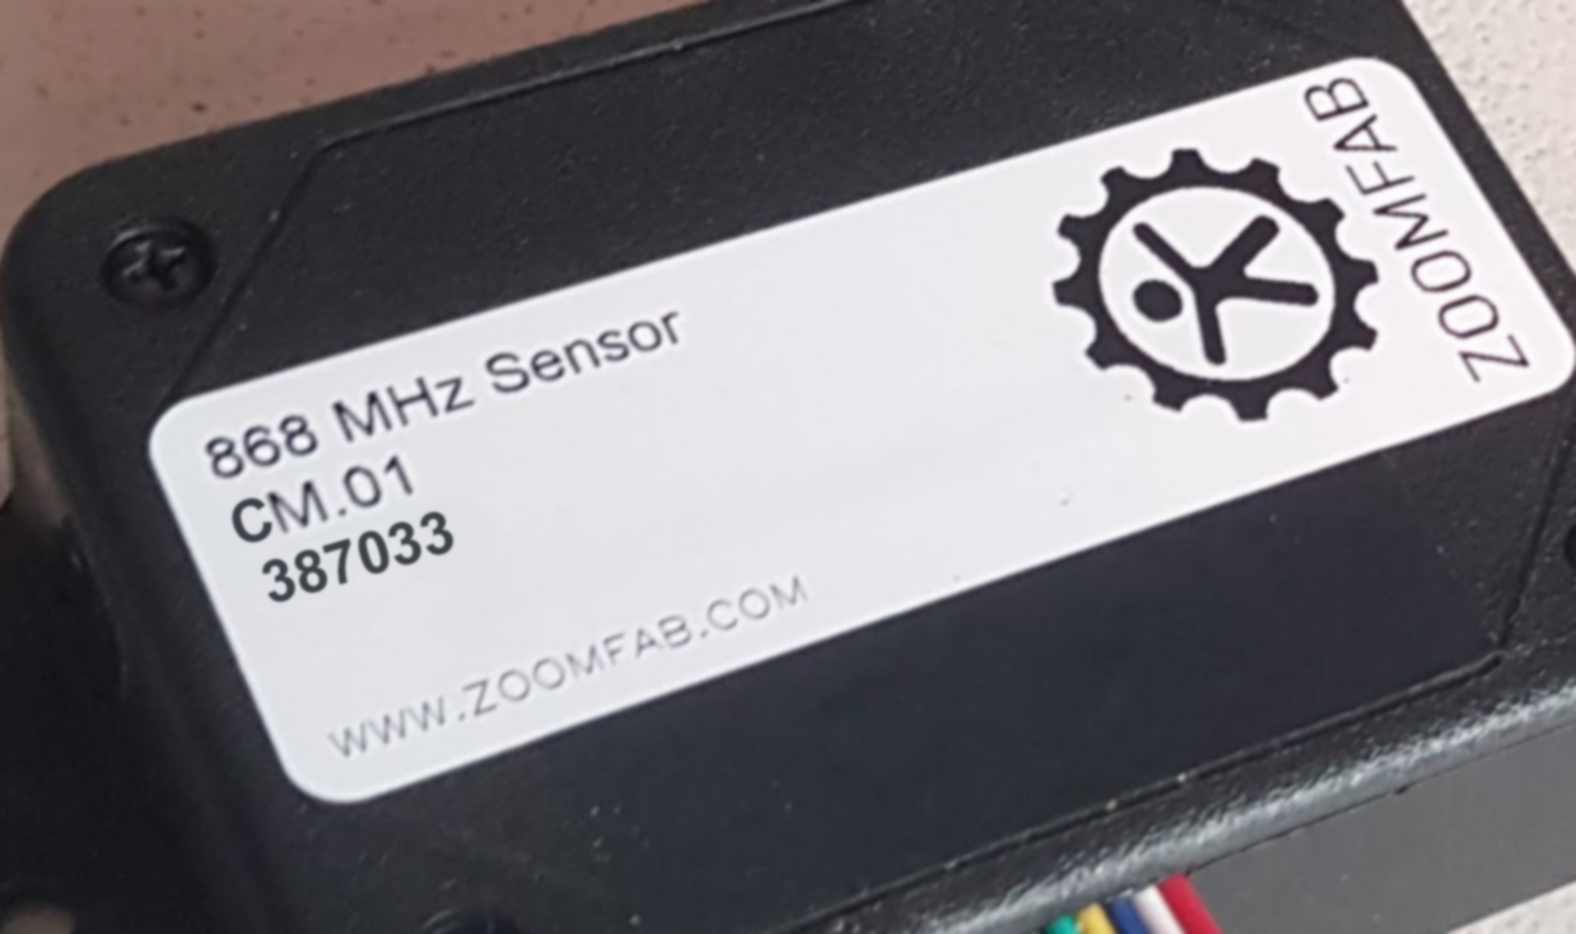 868 MHz Sensor
CM.01
387033
WWW.ZOOMFAB.COM
ZOOMFAB